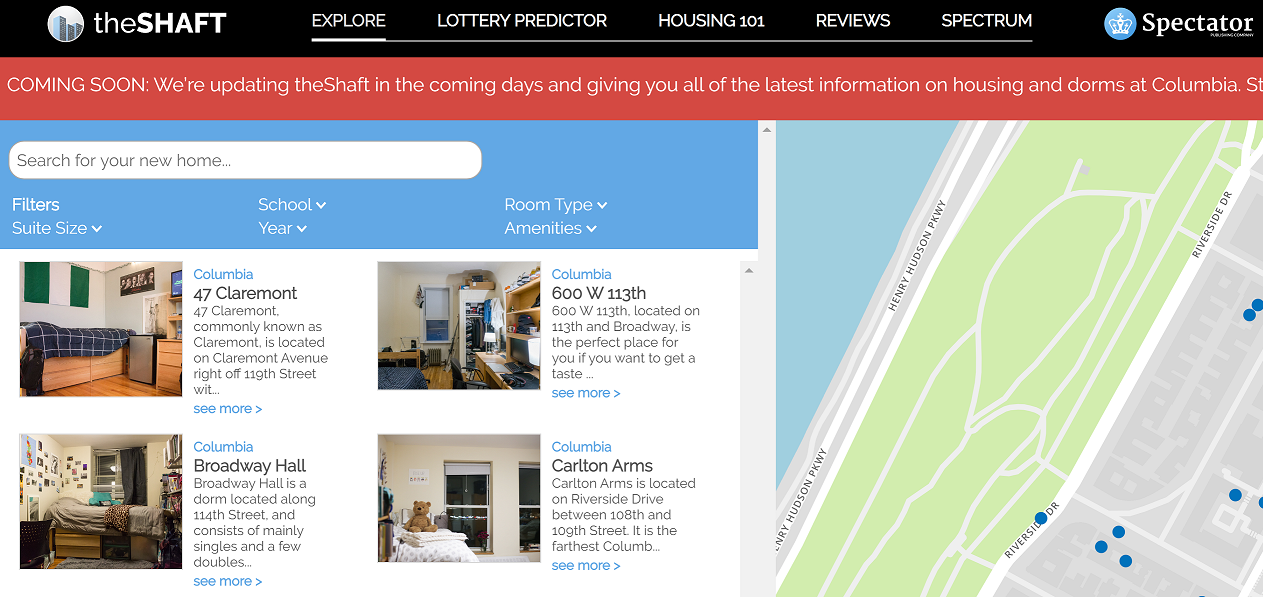 theSHAFT
EXPLORE
LOTTERY PREDICTOR
HOUSING 101
REVIEWS
SPECTRUM
Spectator
PUBLISHING COMPANY
COMING SOON: We're updating theShaft in the coming days and giving you all of the latest information on housing and dorms at Columbia. St
Search for your new home...
Filters
School
Room Type
Suite Size
Year
Amenities
Columbia
47 Claremont
47 Claremont,
commonly known as
Claremont, is located
on Claremont Avenue
right off 119th Street
wit...
see more >
Columbia
600 W 113th
600 W 113th, located on
113th and Broadway, is
the perfect place for
you if you want to get a
taste ...
see more >
Columbia
Broadway Hall
Broadway Hall is a
dorm located along
114th Street, and
consists of mainly
singles and a few
doubles...
see more >
Columbia
Carlton Arms
Carlton Arms is located
on Riverside Drive
between 108th and
109th Street. It is the
farthest Columb...
see more >
HENRY HUDSON PKWY
RIVERSIDE DR
ENRY HUDSON PKWY
RIVERSIDE DR